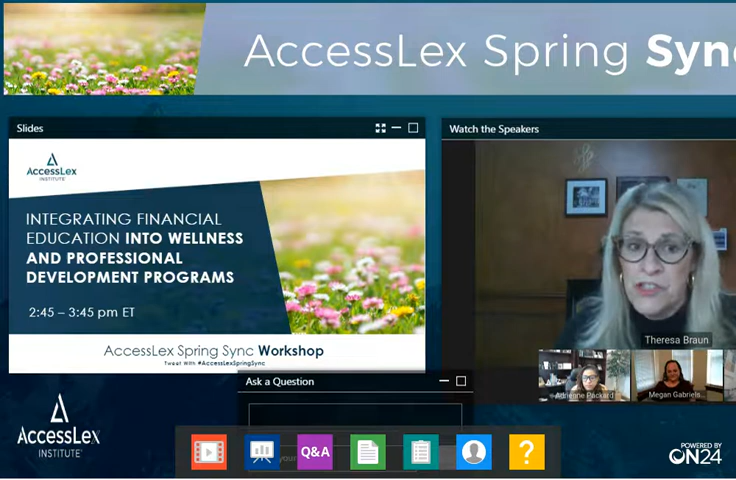 AccessLex Spring Sync
Slides
Watch the Speakers
AccessLex
INSTITUTE
INTEGRATING FINANCIAL
EDUCATION INTO WELLNESS
AND PROFESSIONAL
DEVELOPMENT PROGRAMS
2:45 – 3:45 pm ET
AccessLex Spring Sync Workshop
Tweet With #AccessLexSpringSync
Theresa Braun
Adrienne Packard
Megan Gabriels
Ask a Question
AccessLex
INSTITUTE
Q&A
?
POWERED BY
ON24